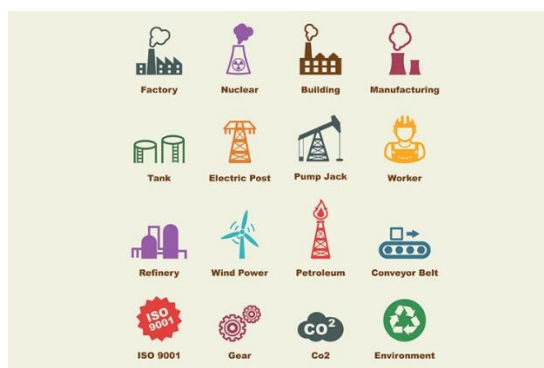 Factory Nuclear Building Manufacturing
Tank Electric Post Pump Jack Worker
Refinery Wind Power Petroleum Conveyor Belt
ISO
9001
CO²
ISO 9001 Gear Co2 Environment